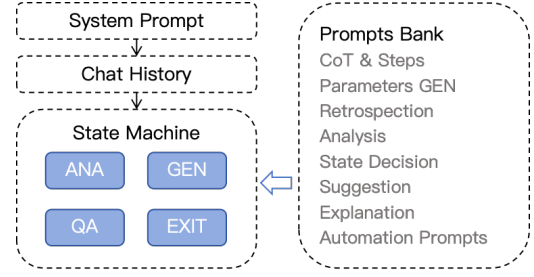 System Prompt
Chat History
State Machine
ANA
GEN
QA
EXIT
Prompts Bank
CoT & Steps
Parameters GEN
Retrospection
Analysis
State Decision
Suggestion
Explanation
Automation Prompts